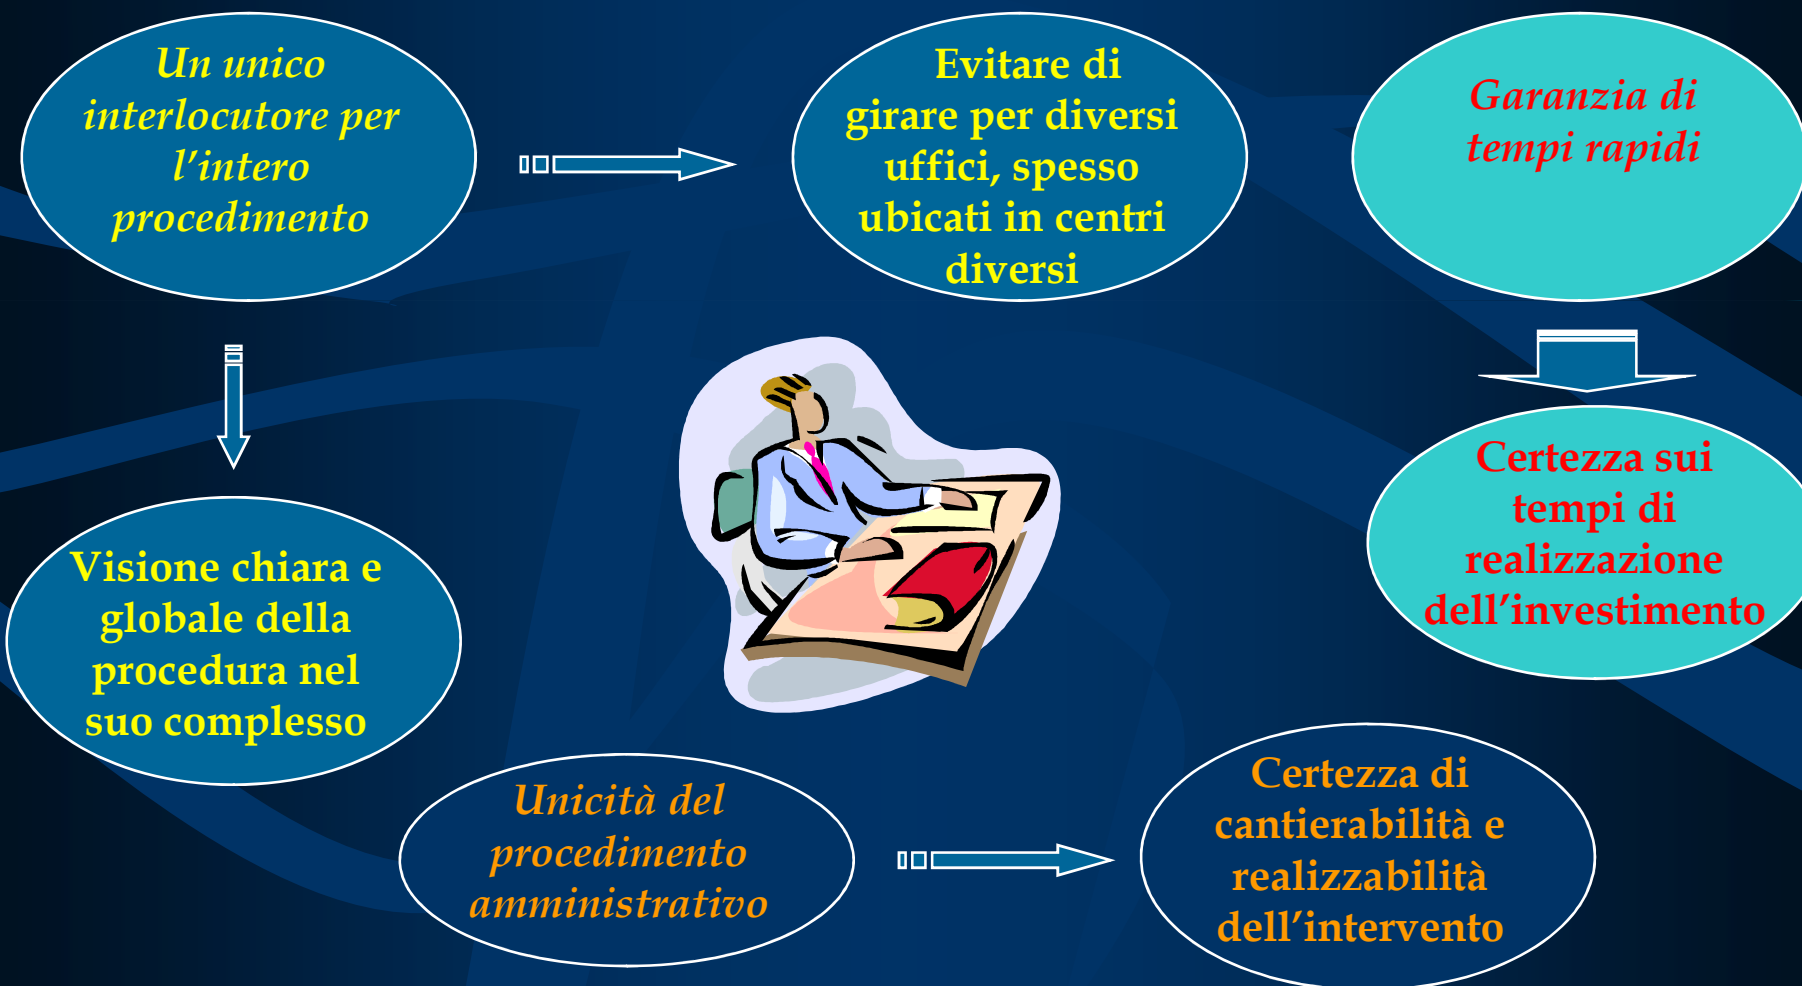 Un unico
interlocutore per
l'intero
procedimento
Evitare di
girare per diversi
uffici, spesso
ubicati in centri
diversi
Garanzia di
tempi rapidi
Certezza sui
tempi di
realizzazione
dell'investimento
Visione chiara e
globale della
procedura nel
suo complesso
Unicità del
procedimento
amministrativo
Certezza di
cantierabilità e
realizzabilità
dell'intervento